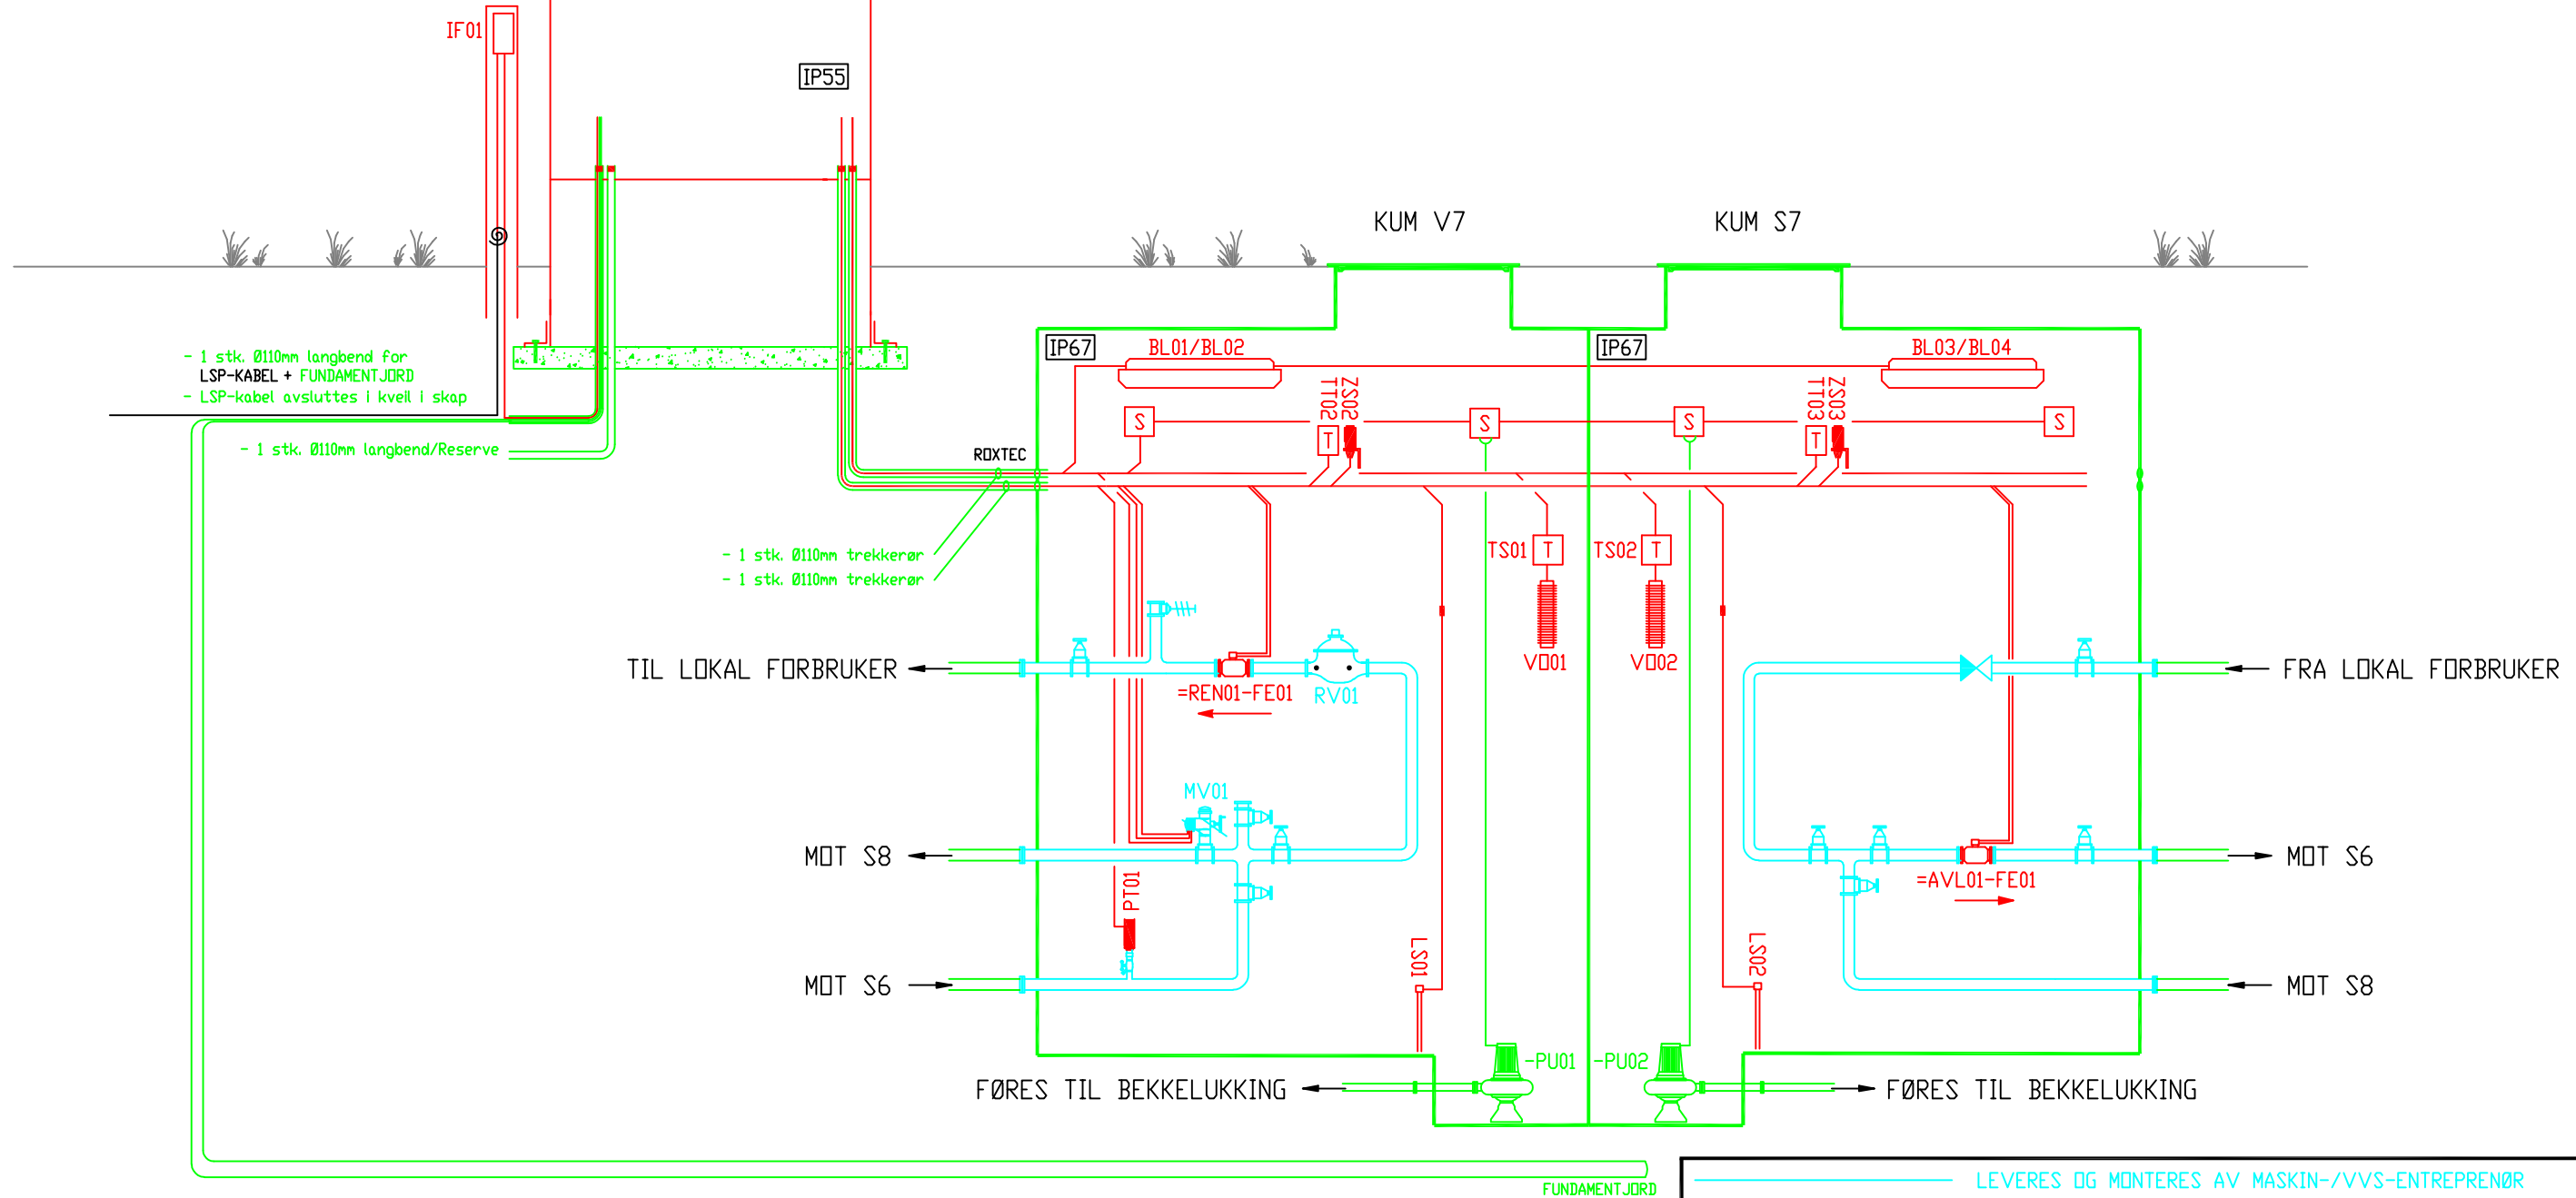 IF01
IP55
KUM V7
KUM S7
- 1 stk. Ø110mm langbend for
LSP-KABEL + FUNDAMENTJORD
- LSP-kabel avsluttes i kveil i skap
- 1 stk. Ø110mm langbend/Reserve
ROXTEC
- 1 stk. Ø110mm trekkerør
- 1 stk. Ø110mm trekkerør
IP67
BL01/BL02
IP67
BL03/BL04
S
TT02
ZS02
T
S
S
TT03
ZS03
T
S
TS01
T
TS02
T
VO01
VO02
TIL LOKAL FORBRUKER
=REN01-FE01
RV01
FRA LOKAL FORBRUKER
MV01
MOT S8
PT01
=AVL01-FE01
MOT S6
LS01
LS02
MOT S6
MOT S8
-PU01
-PU02
FØRES TIL BEKKELUKKING
FØRES TIL BEKKELUKKING
FUNDAMENTJORD
LEVERES OG MONTERES AV MASKIN-/VVS-ENTREPRENØR